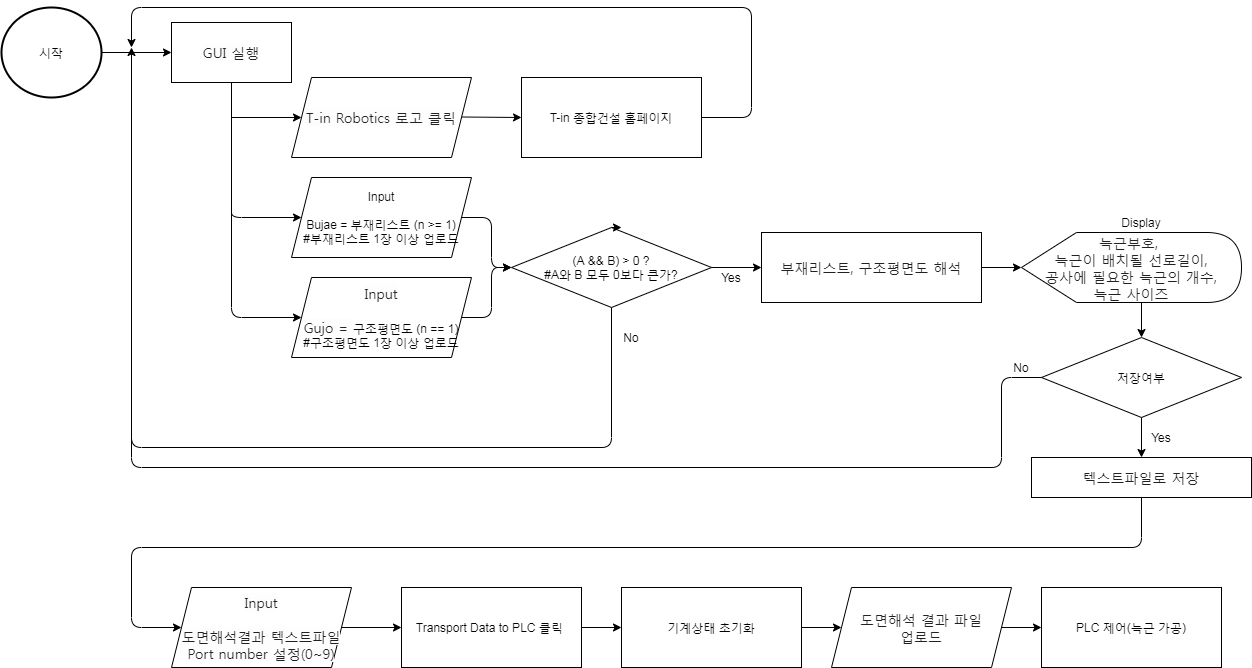 시작
GUI 실행
T-in Robotics 로고 클릭
T-in 종합건설 홈페이지
Input
Bujae = 부재리스트 (n >= 1)
#부재리스트 1장 이상 업로드
Input
Gujo = 구조평면도 (n == 1)
#구조평면도 1장 이상 업로드
(A && B) > 0 ?
#A와 B 모두 0보다 큰가?
Yes
No
부재리스트, 구조평면도 해석
Display
늑근부호,
늑근이 배치될 선로길이,
공사에 필요한 늑근의 개수,
늑근 사이즈
저장여부
No
Yes
텍스트파일로 저장
Input
도면해석결과 텍스트파일
Port number 설정(0~9)
Transport Data to PLC 클릭
기계상태 초기화
도면해석 결과 파일
업로드
PLC 제어(늑근 가공)